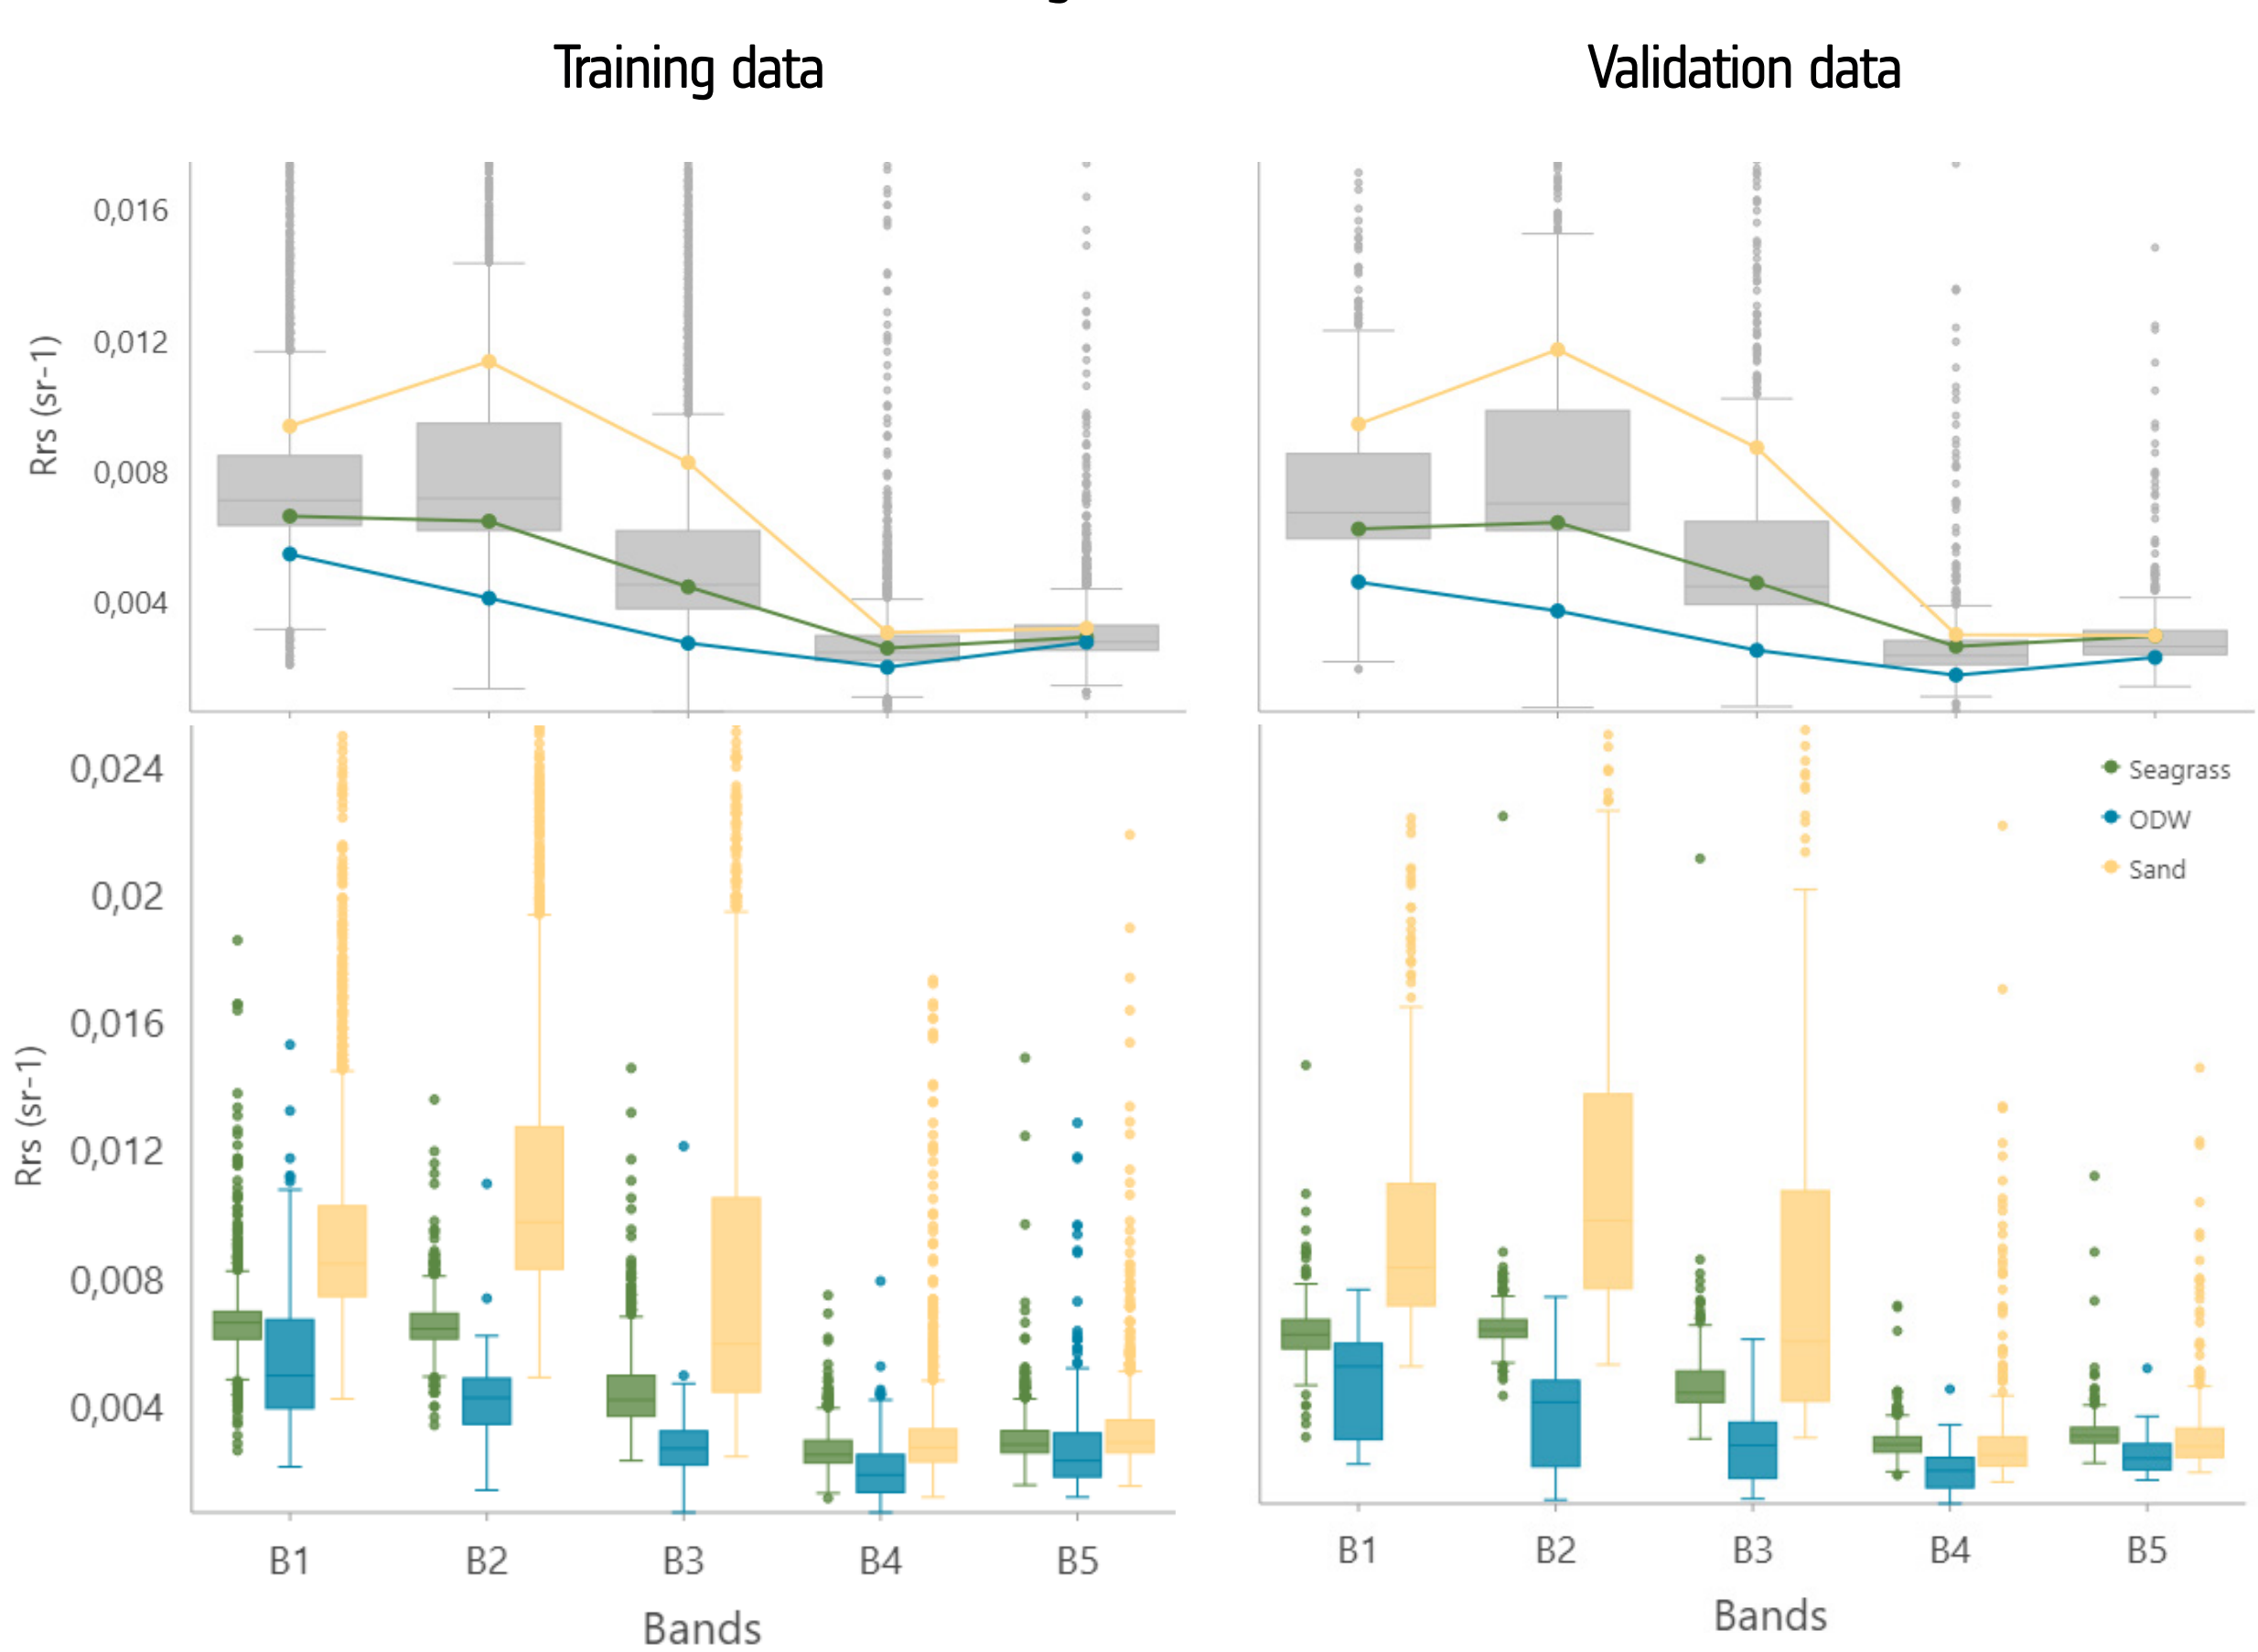 Training data
Validation data
Rrs (sr-1)
0,016
0,012
0,008
0,004
Rrs (sr-1)
0,024
0,02
0,016
0,012
0,008
0,004
Seagrass
ODW
Sand
B1 B2 B3 B4 B5
Bands
B1 B2 B3 B4 B5
Bands